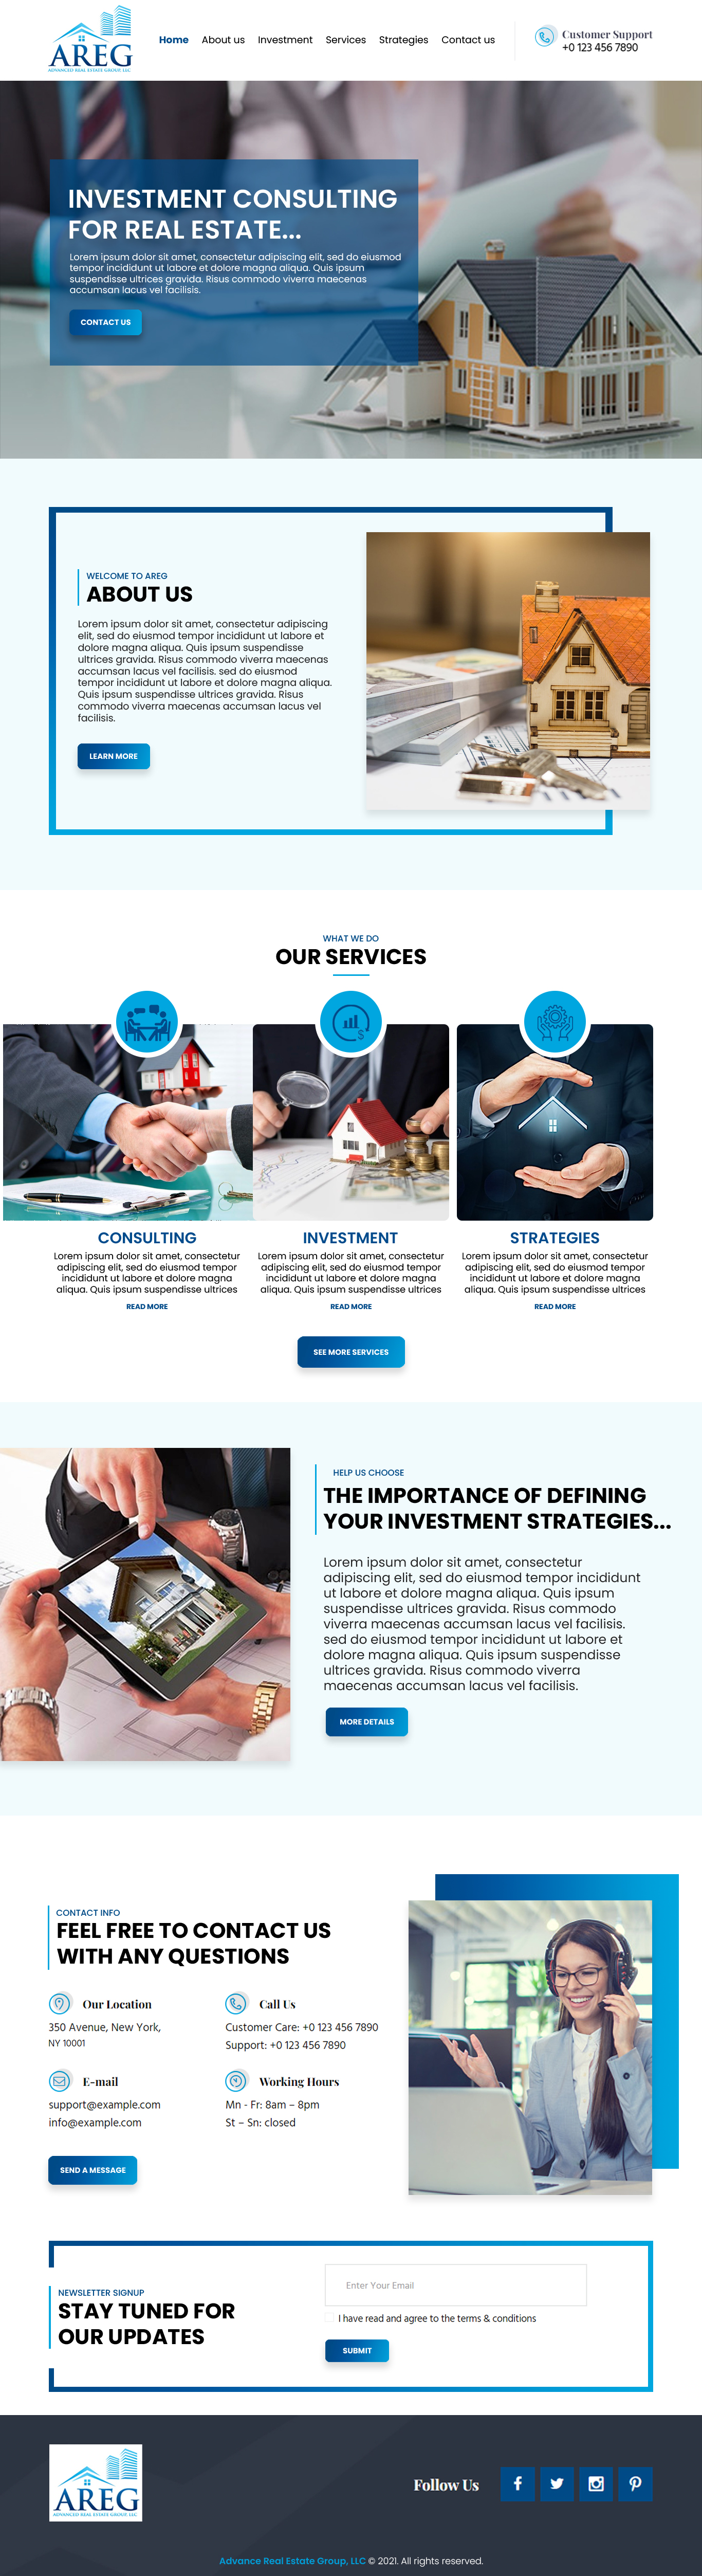 AREG
ADVANCED REAL ESTATE GROUP LLC
Home About us Investment Services Strategies Contact us
Customer Support
+0 123 456 7890
INVESTMENT CONSULTING
FOR REAL ESTATE...
Lorem ipsum dolor sit amet, consectetur adipiscing elit, sed do eiusmod
tempor incididunt ut labore et dolore magna aliqua. Quis ipsum
suspendisse ultrices gravida. Risus commodo viverra maecenas
accumsan lacus vel facilisis.
CONTACT US
WELCOME TO AREG
ABOUT US
Lorem ipsum dolor sit amet, consectetur adipiscing
elit, sed do eiusmod tempor incididunt ut labore et
dolore magna aliqua. Quis ipsum suspendisse
ultrices gravida. Risus commodo viverra maecenas
accumsan lacus vel facilisis. sed do eiusmod
tempor incididunt ut labore et dolore magna aliqua.
Quis ipsum suspendisse ultrices gravida. Risus
commodo viverra maecenas accumsan lacus vel
facilisis.
LEARN MORE
WHAT WE DO
OUR SERVICES
CONSULTING
Lorem ipsum dolor sit amet, consectetur
adipiscing elit, sed do eiusmod tempor
incididunt ut labore et dolore magna
aliqua. Quis ipsum suspendisse ultrices
READ MORE
INVESTMENT
Lorem ipsum dolor sit amet, consectetur
adipiscing elit, sed do eiusmod tempor
incididunt ut labore et dolore magna
aliqua. Quis ipsum suspendisse ultrices
READ MORE
STRATEGIES
Lorem ipsum dolor sit amet, consectetur
adipiscing elit, sed do eiusmod tempor
incididunt ut labore et dolore magna
aliqua. Quis ipsum suspendisse ultrices
READ MORE
SEE MORE SERVICES
HELP US CHOOSE
THE IMPORTANCE OF DEFINING
YOUR INVESTMENT STRATEGIES...
Lorem ipsum dolor sit amet, consectetur
adipiscing elit, sed do eiusmod tempor incididunt
ut labore et dolore magna aliqua. Quis ipsum
suspendisse ultrices gravida. Risus commodo
viverra maecenas accumsan lacus vel facilisis.
sed do eiusmod tempor incididunt ut labore et
dolore magna aliqua. Quis ipsum suspendisse
ultrices gravida. Risus commodo viverra
maecenas accumsan lacus vel facilisis.
MORE DETAILS
CONTACT INFO
FEEL FREE TO CONTACT US
WITH ANY QUESTIONS
Our Location
350 Avenue, New York,
NY 10001
Call Us
Customer Care: +0 123 456 7890
Support: +0 123 456 7890
E-mail
support@example.com
info@example.com
Working Hours
Mn - Fr: 8am – 8pm
St – Sn: closed
SEND A MESSAGE
NEWSLETTER SIGNUP
STAY TUNED FOR
OUR UPDATES
Enter Your Email
I have read and agree to the terms & conditions
SUBMIT
AREG
ADVANCED REAL ESTATE GROUP LLC
Follow Us
Advance Real Estate Group, LLC © 2021. All rights reserved.